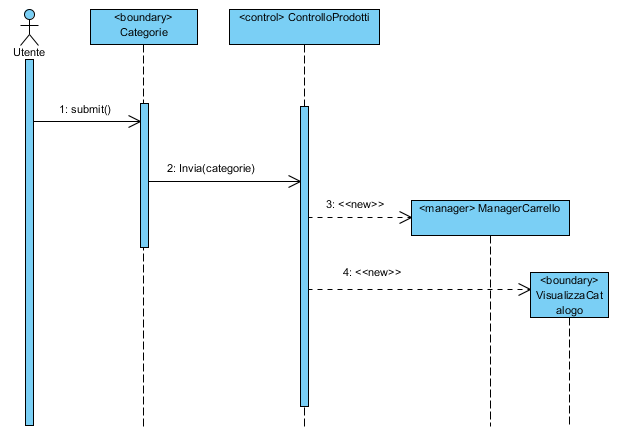 <boundary>
Categorie
<control> ControlloProdotti
Utente
1: submit()
2: Invia(categorie)
3: <<new>>
<manager> ManagerCarrello
4: <<new>>
<boundary>
VisualizzaCat
alogo